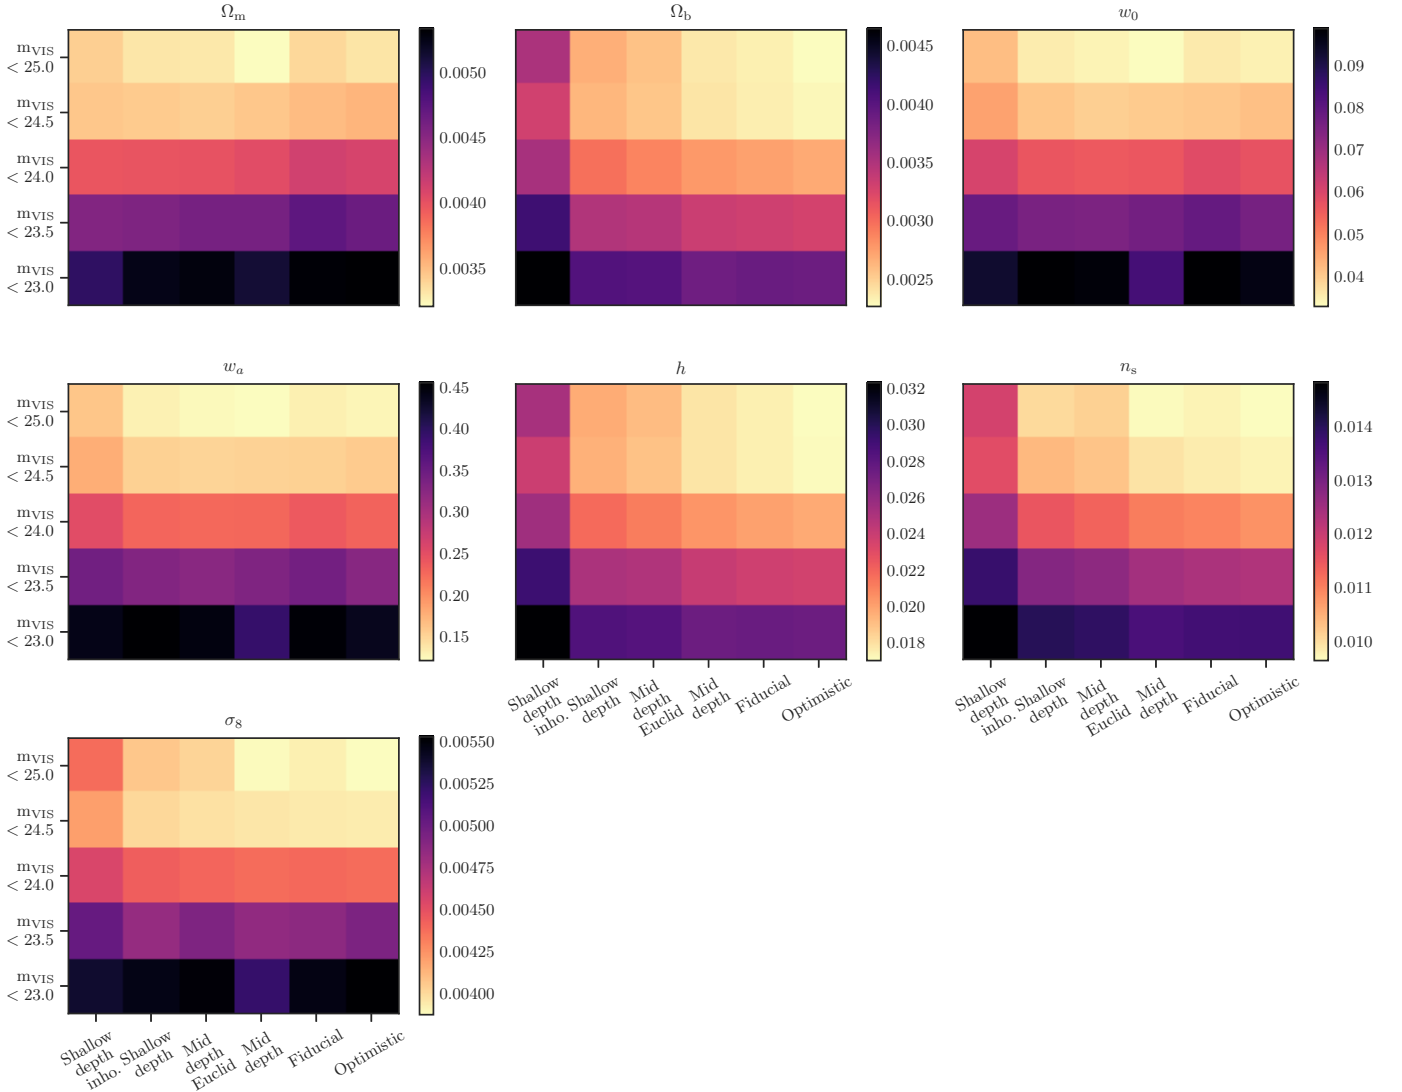 Ωm
Ωb
w0
mVIS
< 25.0
mVIS
< 24.5
mVIS
< 24.0
mVIS
< 23.5
mVIS
< 23.0
0.0050
0.0045
0.0040
0.0035
0.0045
0.0040
0.0035
0.0030
0.0025
0.09
0.08
0.07
0.06
0.05
0.04
wa
h
ns
mVIS
< 25.0
mVIS
< 24.5
mVIS
< 24.0
mVIS
< 23.5
mVIS
< 23.0
0.45
0.40
0.35
0.30
0.25
0.20
0.15
0.032
0.030
0.028
0.026
0.024
0.022
0.020
0.018
0.014
0.013
0.012
0.011
0.010
Shallow
depth
inho.
Shallow
depth
Mid
depth
Euclid
Mid
depth
Fiducial
Optimistic
Shallow
depth
inho.
Shallow
depth
Mid
depth
Euclid
Mid
depth
Fiducial
Optimistic
σ8
mVIS
< 25.0
mVIS
< 24.5
mVIS
< 24.0
mVIS
< 23.5
mVIS
< 23.0
0.00550
0.00525
0.00500
0.00475
0.00450
0.00425
0.00400
Shallow
depth
inho.
Shallow
depth
Mid
depth
Euclid
Mid
depth
Fiducial
Optimistic